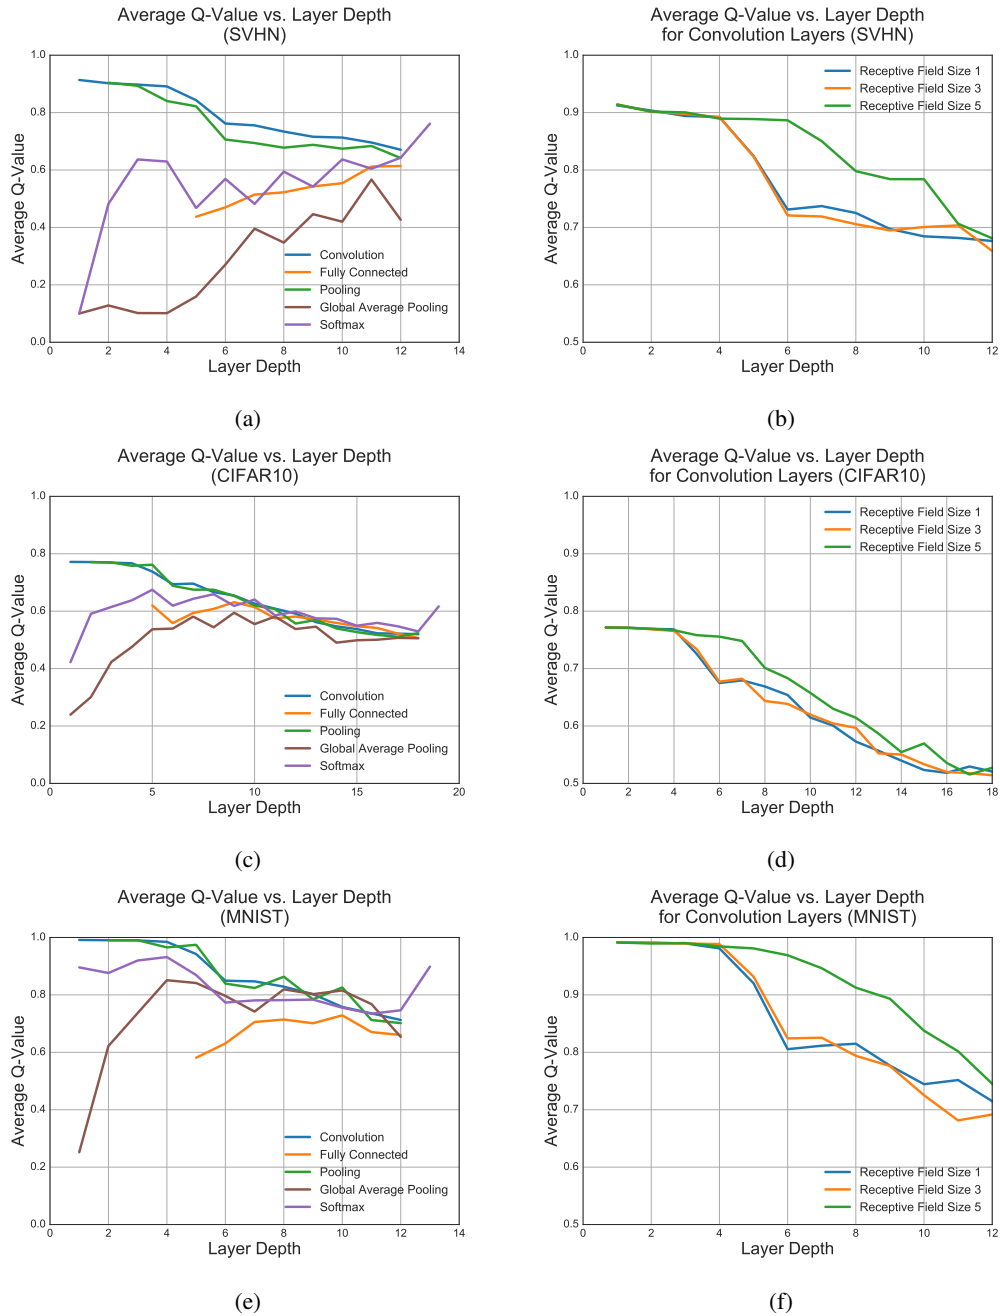 Average Q-Value vs. Layer Depth
(SVHN)
1.0
0.8
0.6
0.4
0.2
0.0
Average Q-Value
0 2 4 6 8 10 12 14
Layer Depth
Convolution
Fully Connected
Pooling
Global Average Pooling
Softmax
(a)
Average Q-Value vs. Layer Depth
for Convolution Layers (SVHN)
1.0
0.9
0.8
0.7
0.6
0.5
Average Q-Value
0 2 4 6 8 10 12
Layer Depth
Receptive Field Size 1
Receptive Field Size 3
Receptive Field Size 5
(b)
Average Q-Value vs. Layer Depth
(CIFAR10)
1.0
0.8
0.6
0.4
0.2
0.0
Average Q-Value
0 5 10 15 20
Layer Depth
Convolution
Fully Connected
Pooling
Global Average Pooling
Softmax
(c)
Average Q-Value vs. Layer Depth
for Convolution Layers (CIFAR10)
1.0
0.9
0.8
0.7
0.6
0.5
Average Q-Value
0 2 4 6 8 10 12 14 16 18
Layer Depth
Receptive Field Size 1
Receptive Field Size 3
Receptive Field Size 5
(d)
Average Q-Value vs. Layer Depth
(MNIST)
1.0
0.8
0.6
0.4
0.2
0.0
Average Q-Value
0 2 4 6 8 10 12 14
Layer Depth
Convolution
Fully Connected
Pooling
Global Average Pooling
Softmax
(e)
Average Q-Value vs. Layer Depth
for Convolution Layers (MNIST)
1.0
0.9
0.8
0.7
0.6
0.5
Average Q-Value
0 2 4 6 8 10 12
Layer Depth
Receptive Field Size 1
Receptive Field Size 3
Receptive Field Size 5
(f)